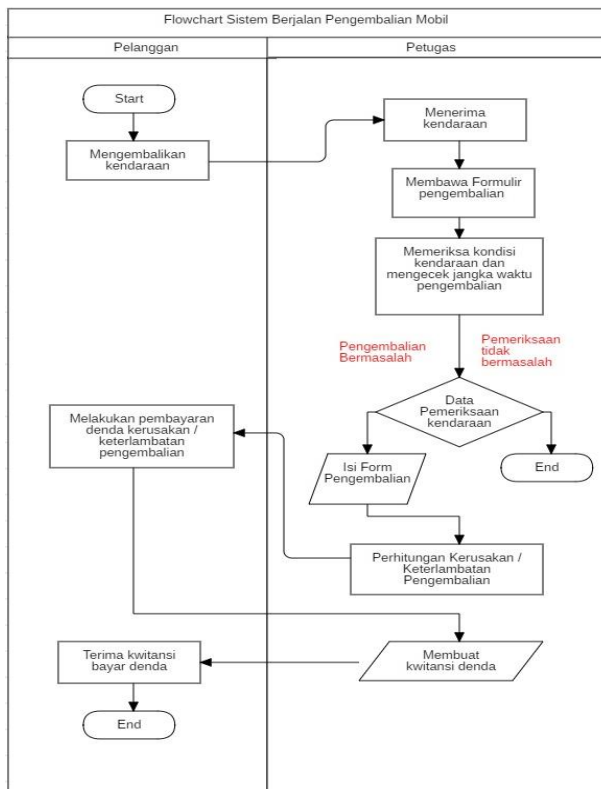 Flowchart Sistem Berjalan Pengembalian Mobil
Pelanggan
Petugas
Start
Mengembalikan
kendaraan
Menerima
kendaraan
Membawa Formulir
pengembalian
Memeriksa kondisi
kendaraan dan
mengecek jangka waktu
pengembalian
Pengembalian
Bermasalah
Pemeriksaan
tidak
bermasalah
Data
Pemeriksaan
kendaraan
Melakukan pembayaran
denda kerusakan /
keterlambatan
pengembalian
Isi Form
Pengembalian
End
Perhitungan Kerusakan /
Keterlambatan
Pengembalian
Terima kwitansi
bayar denda
Membuat
kwitansi denda
End